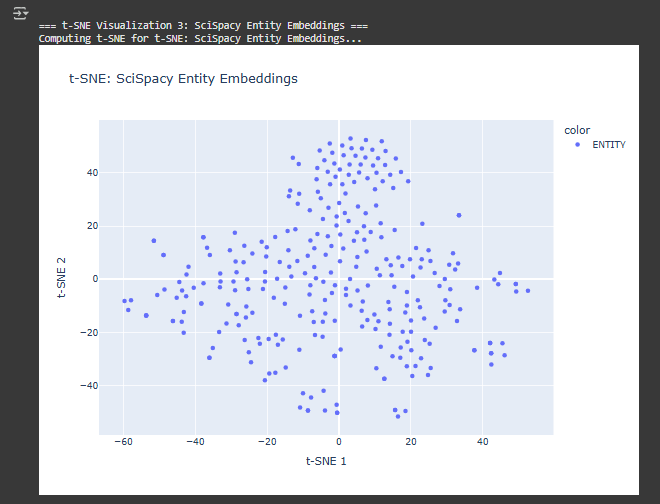 === t-SNE Visualization 3: SciSpacy Entity Embeddings ===
Computing t-SNE for t-SNE: SciSpacy Entity Embeddings...
t-SNE: SciSpacy Entity Embeddings
color
ENTITY
40
20
0
−20
−40
t-SNE 2
−60
−40
−20
0
20
40
t-SNE 1